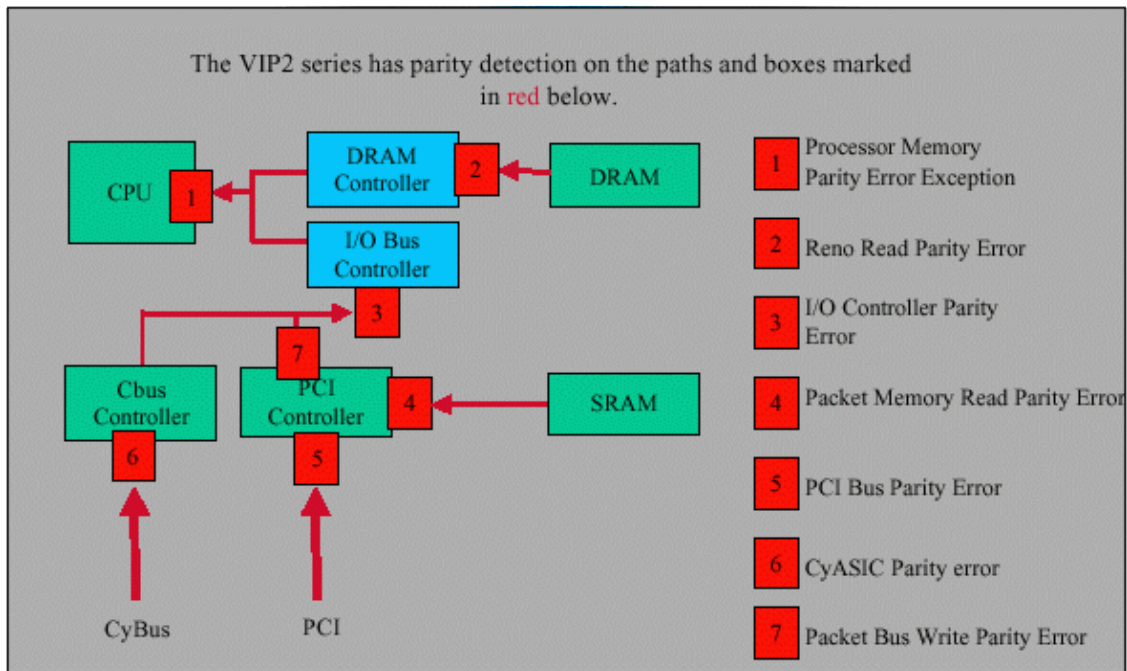 The VIP2 series has parity detection on the paths and boxes marked
in red below.
CPU
1
DRAM
Controller
2
DRAM
I/O Bus
Controller
3
7
Cbus
Controller
6
PCI
Controller
4
5
SRAM
CyBus
PCI
1
Processor Memory
Parity Error Exception
2
Reno Read Parity Error
3
I/O Controller Parity
Error
4
Packet Memory Read Parity Error
5
PCI Bus Parity Error
6
CyASIC Parity error
7
Packet Bus Write Parity Error